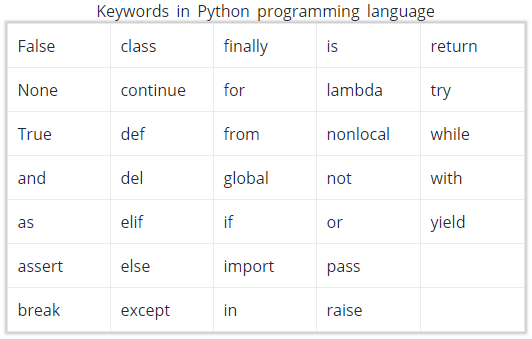 Keywords in Python programming language
False class finally is return
None continue for lambda try
True def from nonlocal while
and del global not with
as elif if or yield
assert else import pass
break except in raise